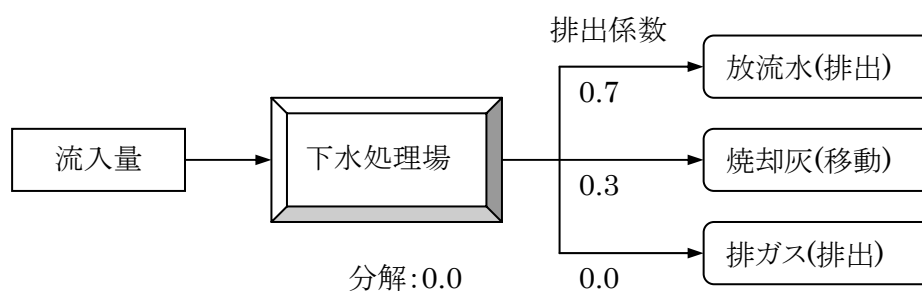 排出係数
放流水(排出)
0.7
流入量
下水処理場
焼却灰(移動)
0.3
排ガス(排出)
分解:0.0
0.0